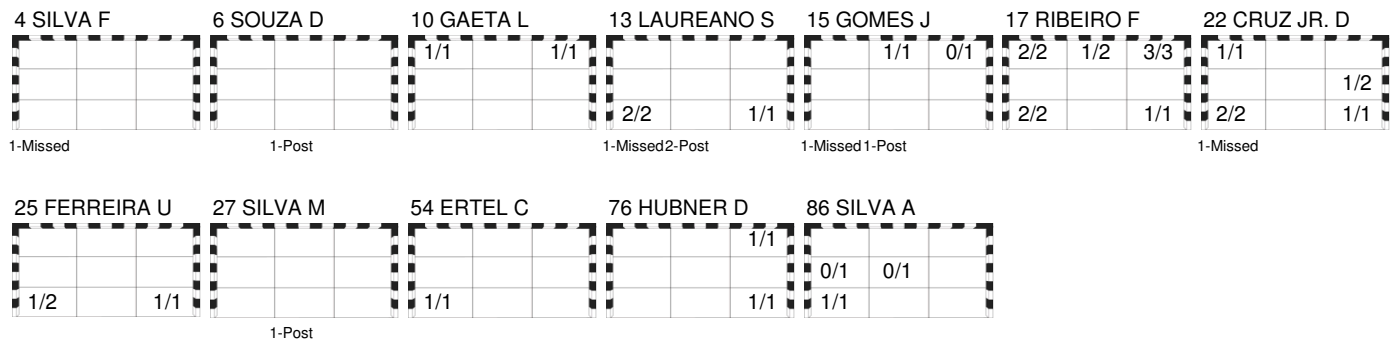 4 SILVA F 6 SOUZA D 10 GAETA L 13 LAUREANO S 15 GOMES J 17 RIBEIRO F 22 CRUZ JR. D
1/1 1/1 1/1 0/1 2/2 1/2 3/3 1/1
1/2
2/2 1/1 2/2 1/1 2/2 1/1
1-Missed 1-Post 1-Missed 2-Post 1-Missed 1-Post 1-Missed
25 FERREIRA U 27 SILVA M 54 ERTEL C 76 HUBNER D 86 SILVA A
1/1
0/1 0/1
1/2 1/1 1/1 1/1 1/1
1-Post